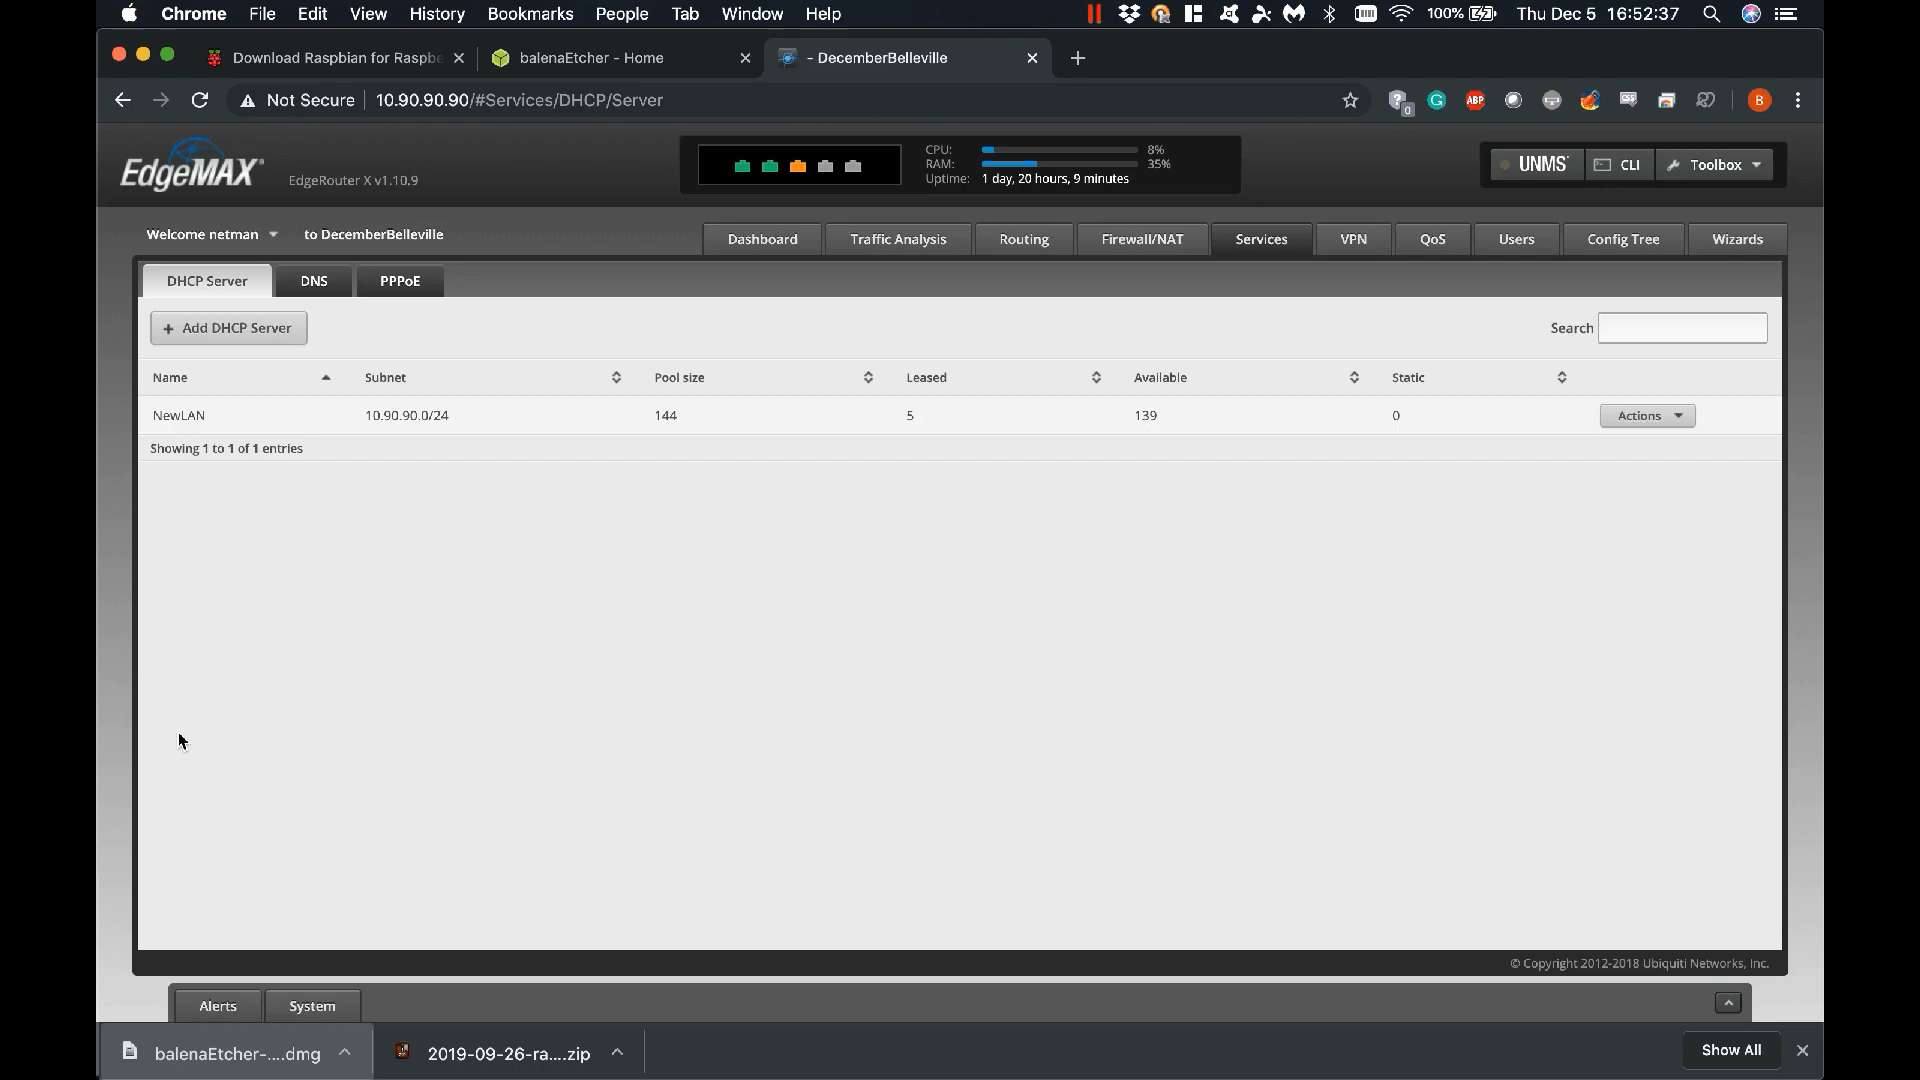 Chrome File Edit View History Bookmarks People Tab Window Help 100% Thu Dec 5 16:52:37
Download Raspbian for Raspbe balenaEtcher - Home - DecemberBelleville
Not Secure 10.90.90.90/#Services/DHCP/Server 0 G ABP CSS B
EdgeMAX EdgeRouter X v1.10.9
CPU: 8%
RAM: 35%
Uptime: 1 day, 20 hours, 9 minutes
UNMS CLI Toolbox
Welcome netman to DecemberBelleville
Dashboard Traffic Analysis Routing Firewall/NAT Services VPN QoS Users Config Tree Wizards
DHCP Server DNS PPPoE
+ Add DHCP Server Search
Name Subnet Pool size Leased Available Static
NewLAN 10.90.90.0/24 144 5 139 0 Actions
Showing 1 to 1 of 1 entries
© Copyright 2012-2018 Ubiquiti Networks, Inc.
Alerts System
balenaEtcher-....dmg 2019-09-26-ra....zip Show All